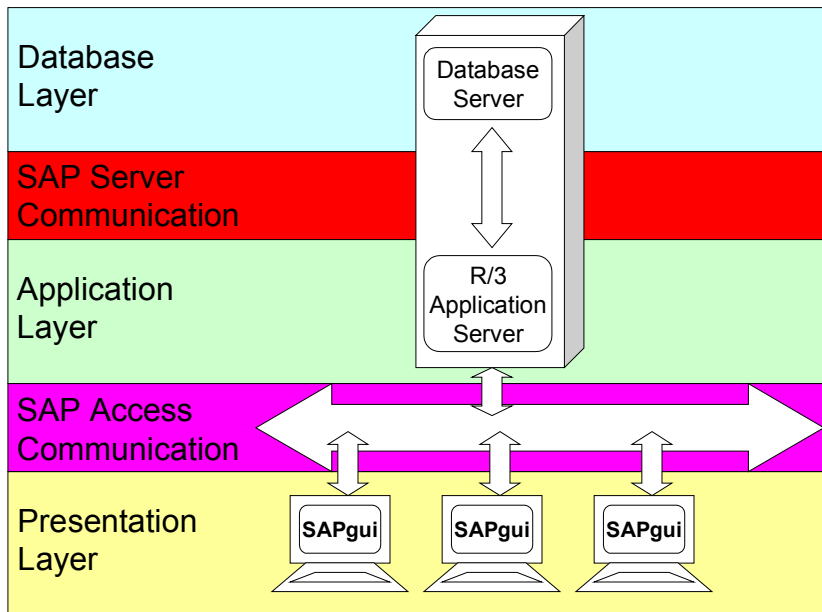 Database
Layer
Database
Server
SAP Server
Communication
Application
Layer
R/3
Application
Server
SAP Access
Communication
Presentation
Layer
SAPgui
SAPgui
SAPgui